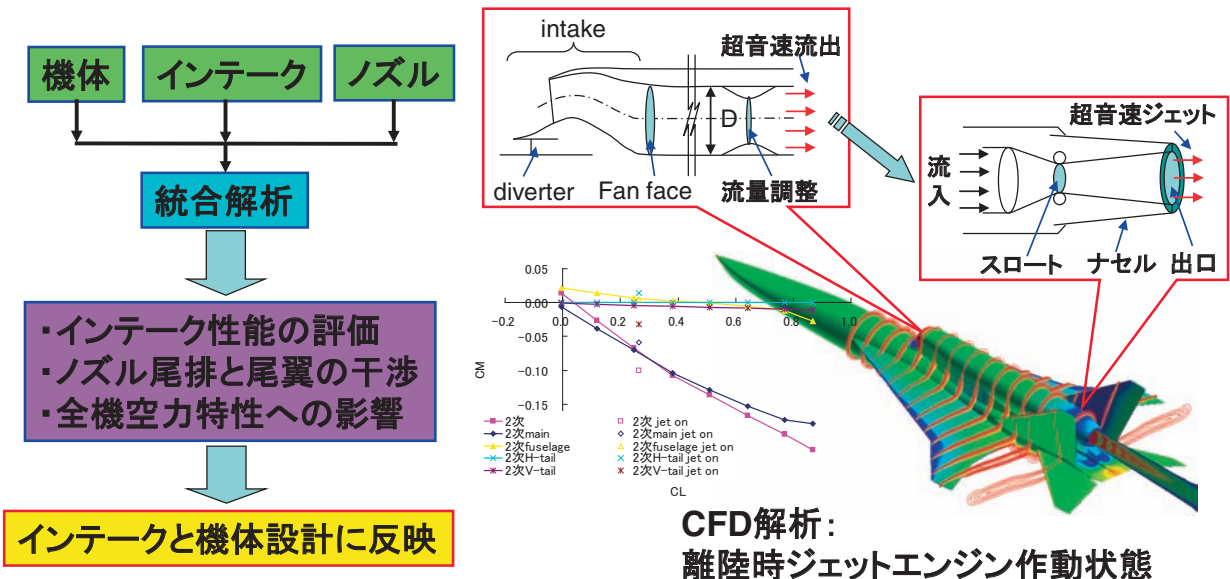 機体
インテーク
ノズル
統合解析
・インテーク性能の評価
・ノズル尾排と尾翼の干渉
・全機空力特性への影響
インテークと機体設計に反映
intake
超音速流出
D
diverter
Fan face
流量調整
超音速ジェット
流入
スロート
ナセル
出口
0.05
0.00
-0.05
-0.10
-0.15
-0.2
0.0
0.2
0.4
0.6
0.8
1.0
CM
CL
2次
2次main
2次fuselage
2次H-tail
2次V-tail
2次 jet on
2次main jet on
2次fuselage jet on
2次H-tail jet on
2次V-tail jet on
CFD解析：
離陸時ジェットエンジン作動状態